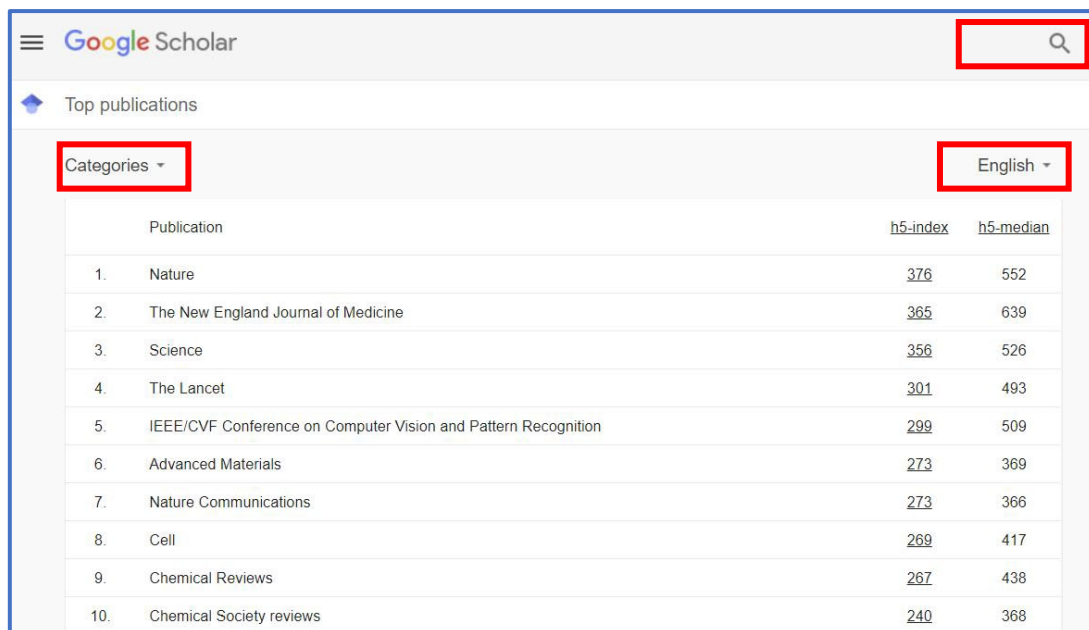 Google Scholar
Top publications
Categories English
Publication h5-index h5-median
1. Nature 376 552
2. The New England Journal of Medicine 365 639
3. Science 356 526
4. The Lancet 301 493
5. IEEE/CVF Conference on Computer Vision and Pattern Recognition 299 509
6. Advanced Materials 273 369
7. Nature Communications 273 366
8. Cell 269 417
9. Chemical Reviews 267 438
10. Chemical Society reviews 240 368